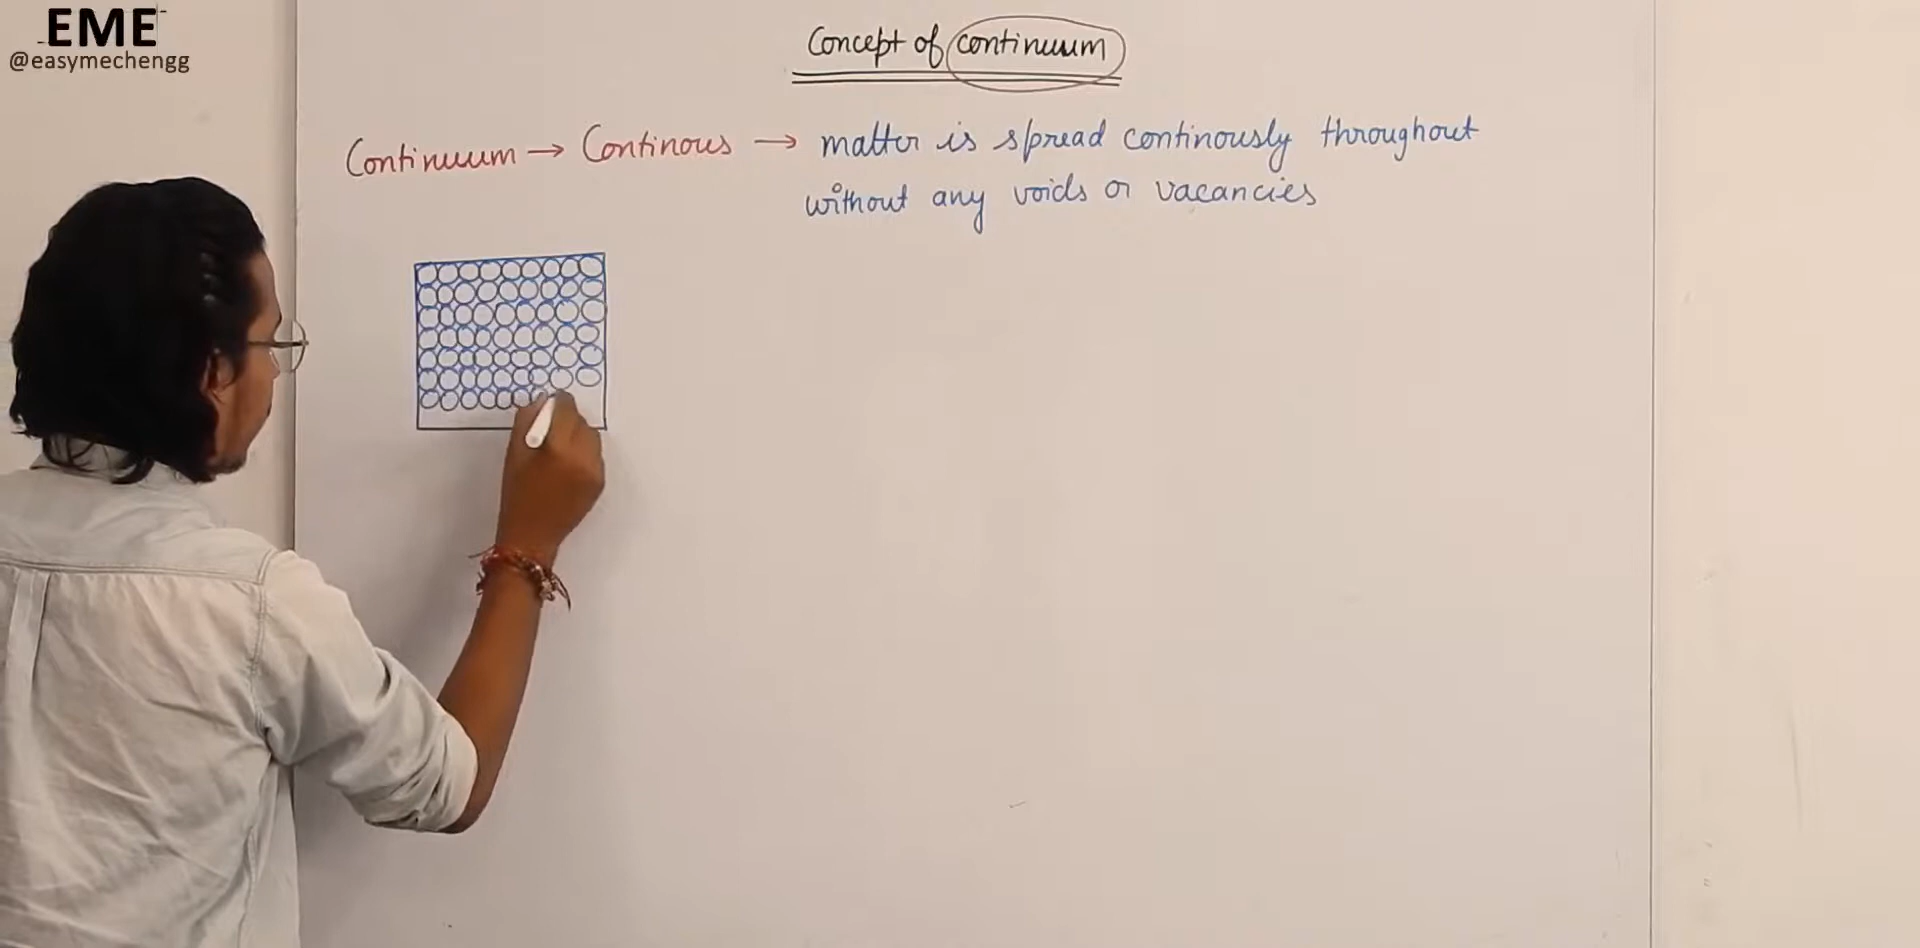 EME
@easymechengg
Concept of continuum
Continuum → Continous → matter is spread continously throughout
without any voids or vacancies